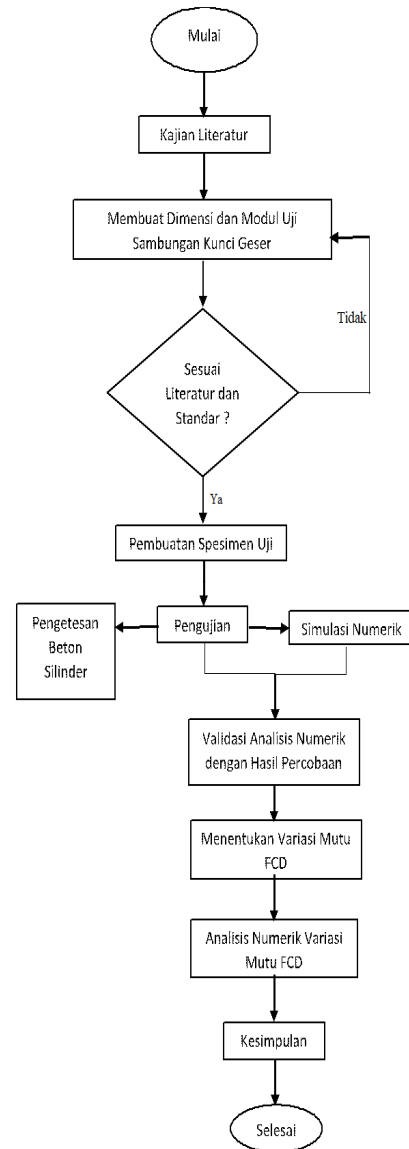 Mulai
Kajian Literatur
Membuat Dimensi dan Modul Uji
Sambungan Kunci Geser
Tidak
Sesuai
Literatur dan
Standar ?
Ya
Pembuatan Spesimen Uji
Pengetesan
Beton
Silinder
Pengujian
Simulasi Numerik
Validasi Analisis Numerik
dengan Hasil Percobaan
Menentukan Variasi Mutu
FCD
Analisis Numerik Variasi
Mutu FCD
Kesimpulan
Selesai